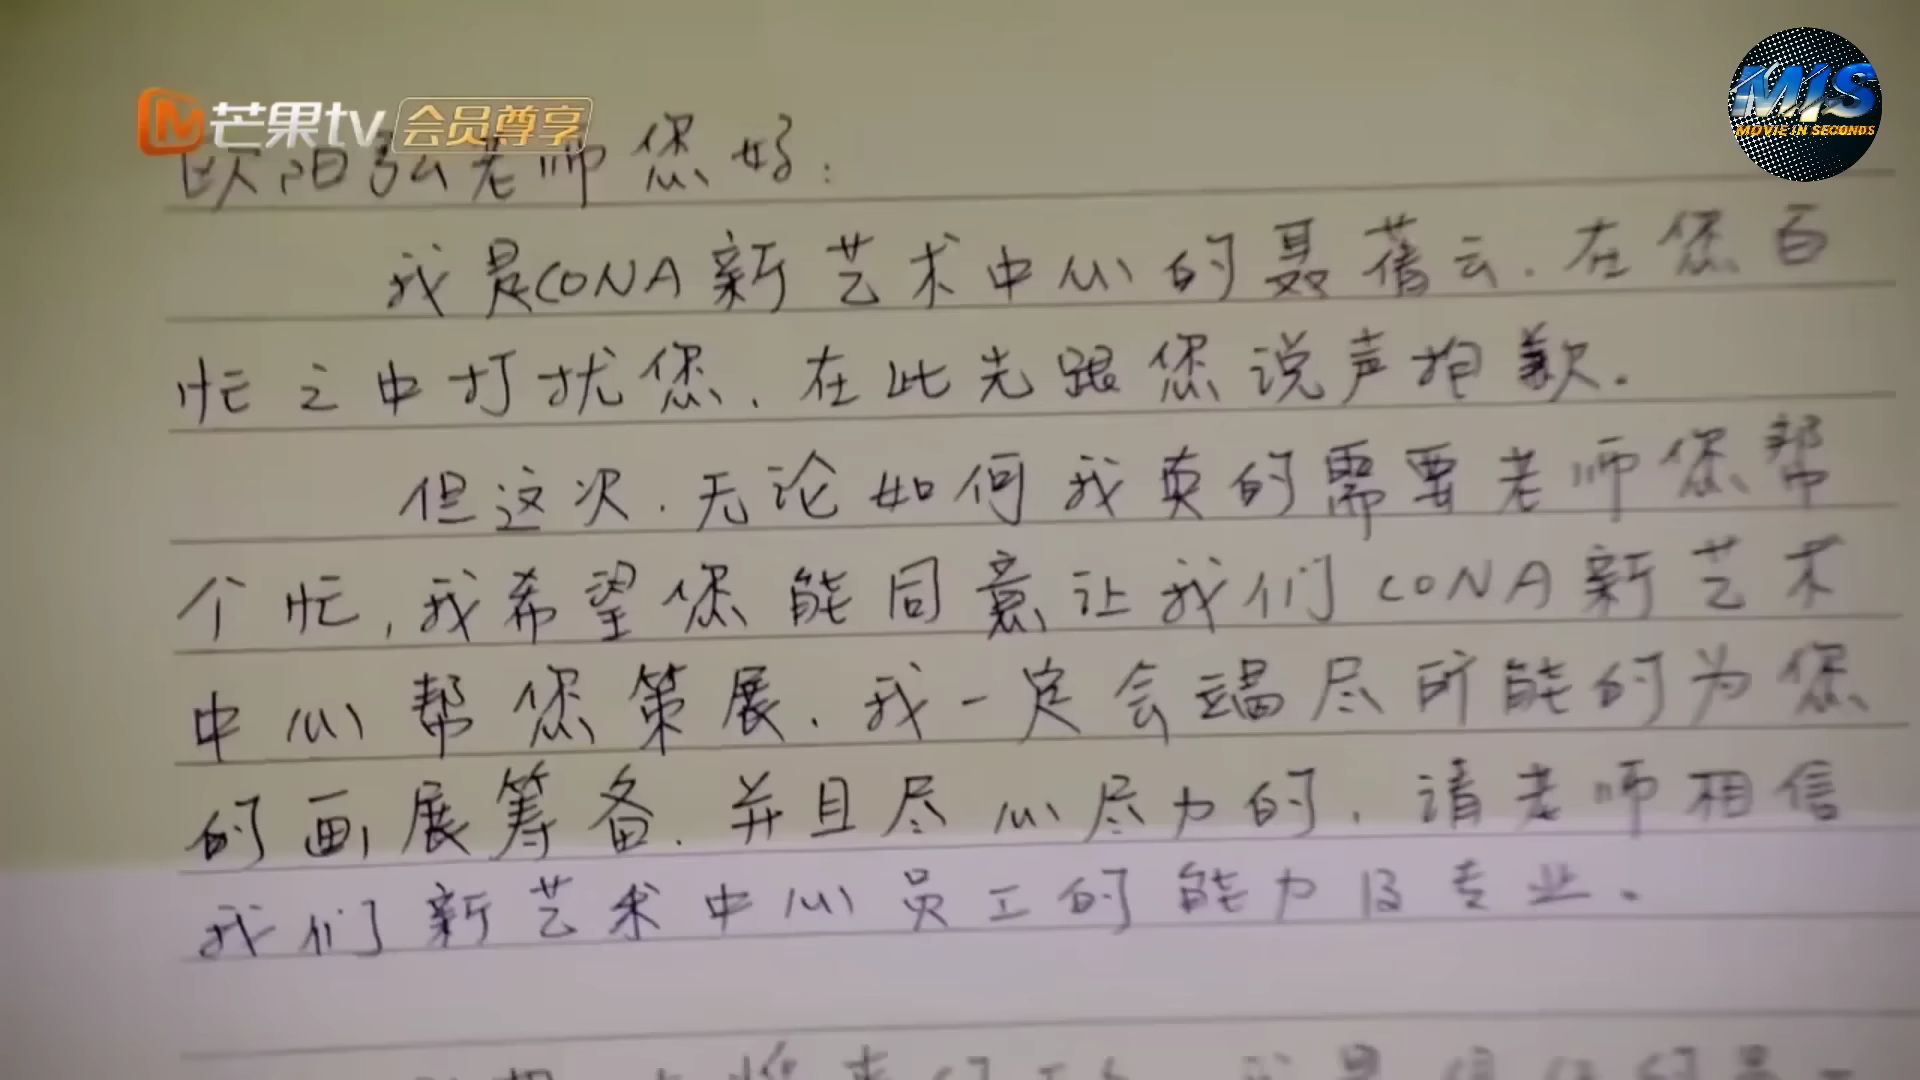 芒果tv 会员尊享
MIS
MOVIE IN SECONDS
欧阳弘老师您好：
我是CONA新艺术中心的聂蓓云.在您百
忙之中打扰您.在此先跟您说声抱歉.
但这次.无论如何我真的需要老师您帮
个忙,我希望您能同意让我们CONA新艺术
中心帮您策展.我一定会竭尽所能的为您
的画展筹备.并且尽心尽力的.请老师相信
我们新艺术中心员工的能力及专业.